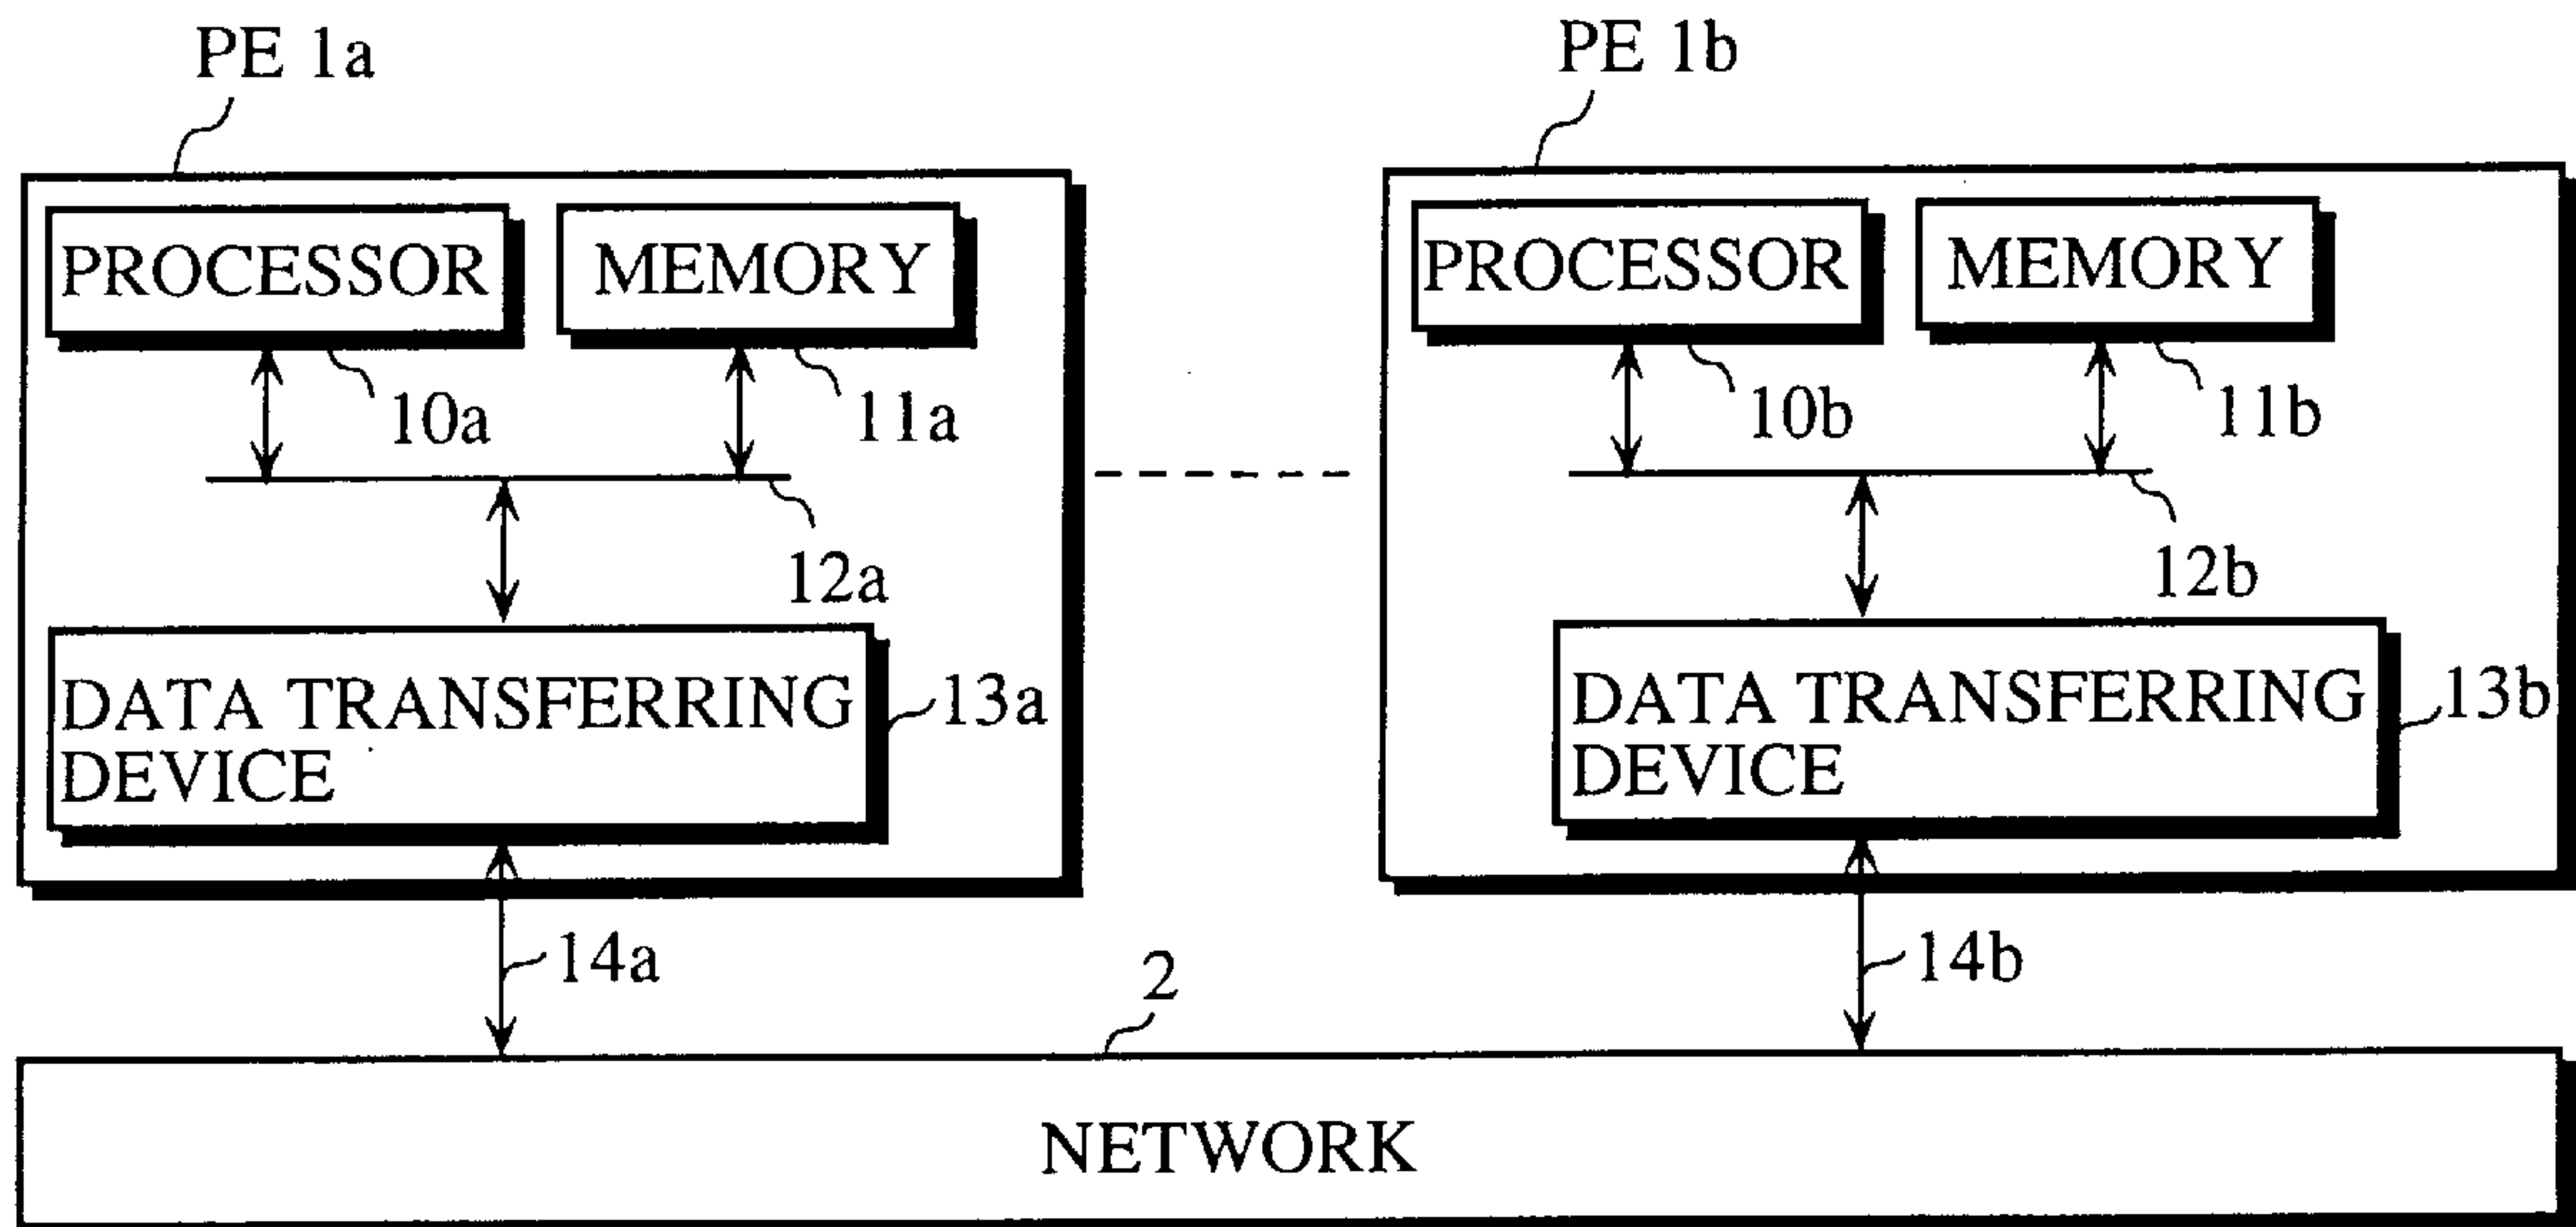 PE 1a
PE 1b
PROCESSOR
MEMORY
10a
11a
12a
DATA TRANSFERRING
DEVICE
13a
14a
PROCESSOR
MEMORY
10b
11b
12b
DATA TRANSFERRING
DEVICE
13b
14b
2
NETWORK